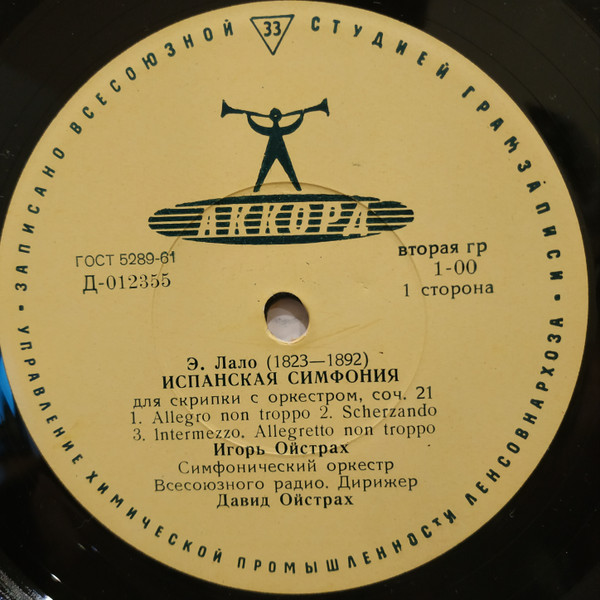 ЗАПИСАНО ВСЕСОЮЗНОЙ СТУДИЕЙ ГРАМЗАПИСИ • УПРАВЛЕНИЕ ХИМИЧЕСКОЙ ПРОМЫШЛЕННОСТИ ЛЕНСОВНАРХОЗА •
33
АККОРД
ГОСТ 5289-61
Д-012355
вторая гр
1-00
1 сторона
Э. Лало (1823—1892)
ИСПАНСКАЯ СИМФОНИЯ
для скрипки с оркестром, соч. 21
1. Allegro non troppo 2. Scherzando
3. Intermezzo. Allegretto non troppo
Игорь Ойстрах
Симфонический оркестр
Всесоюзного радио. Дирижер
Давид Ойстрах